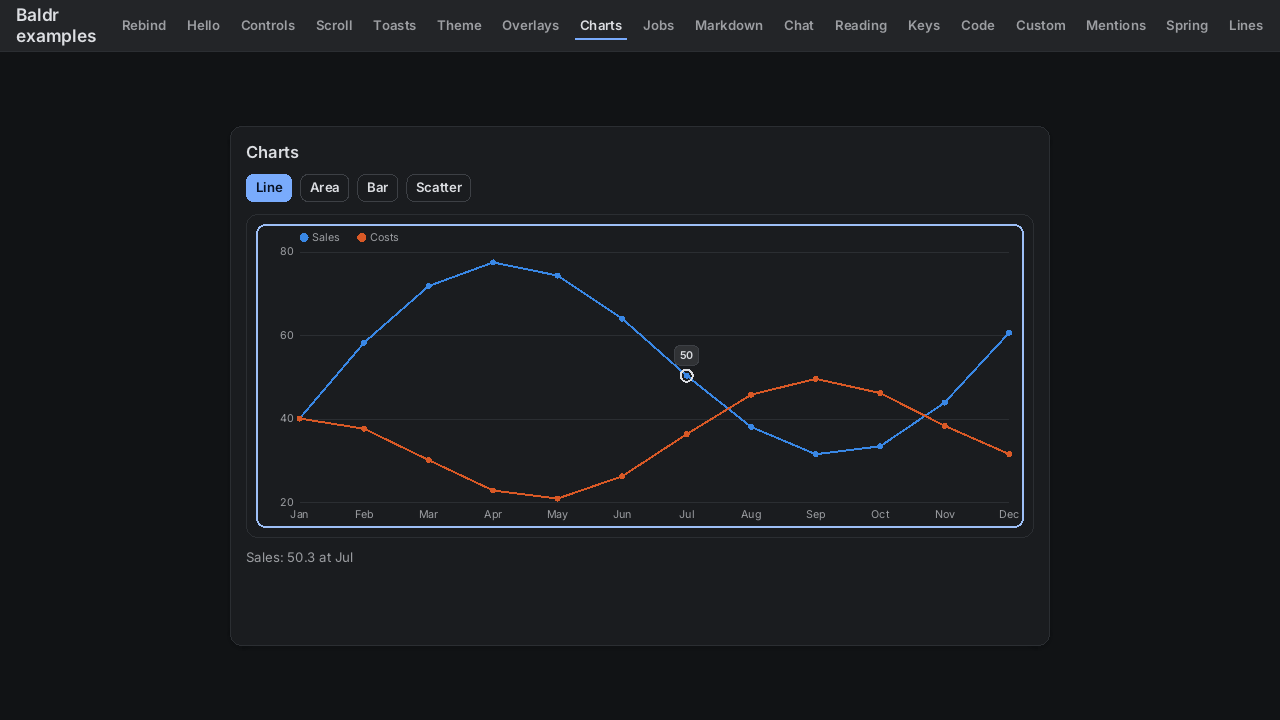 Baldr
examples
Rebind Hello Controls Scroll Toasts Theme Overlays Charts Jobs Markdown Chat Reading Keys Code Custom Mentions Spring Lines
Charts
Line Area Bar Scatter
Sales Costs
80
60
50
40
20
Jan Feb Mar Apr May Jun Jul Aug Sep Oct Nov Dec
Sales: 50.3 at Jul